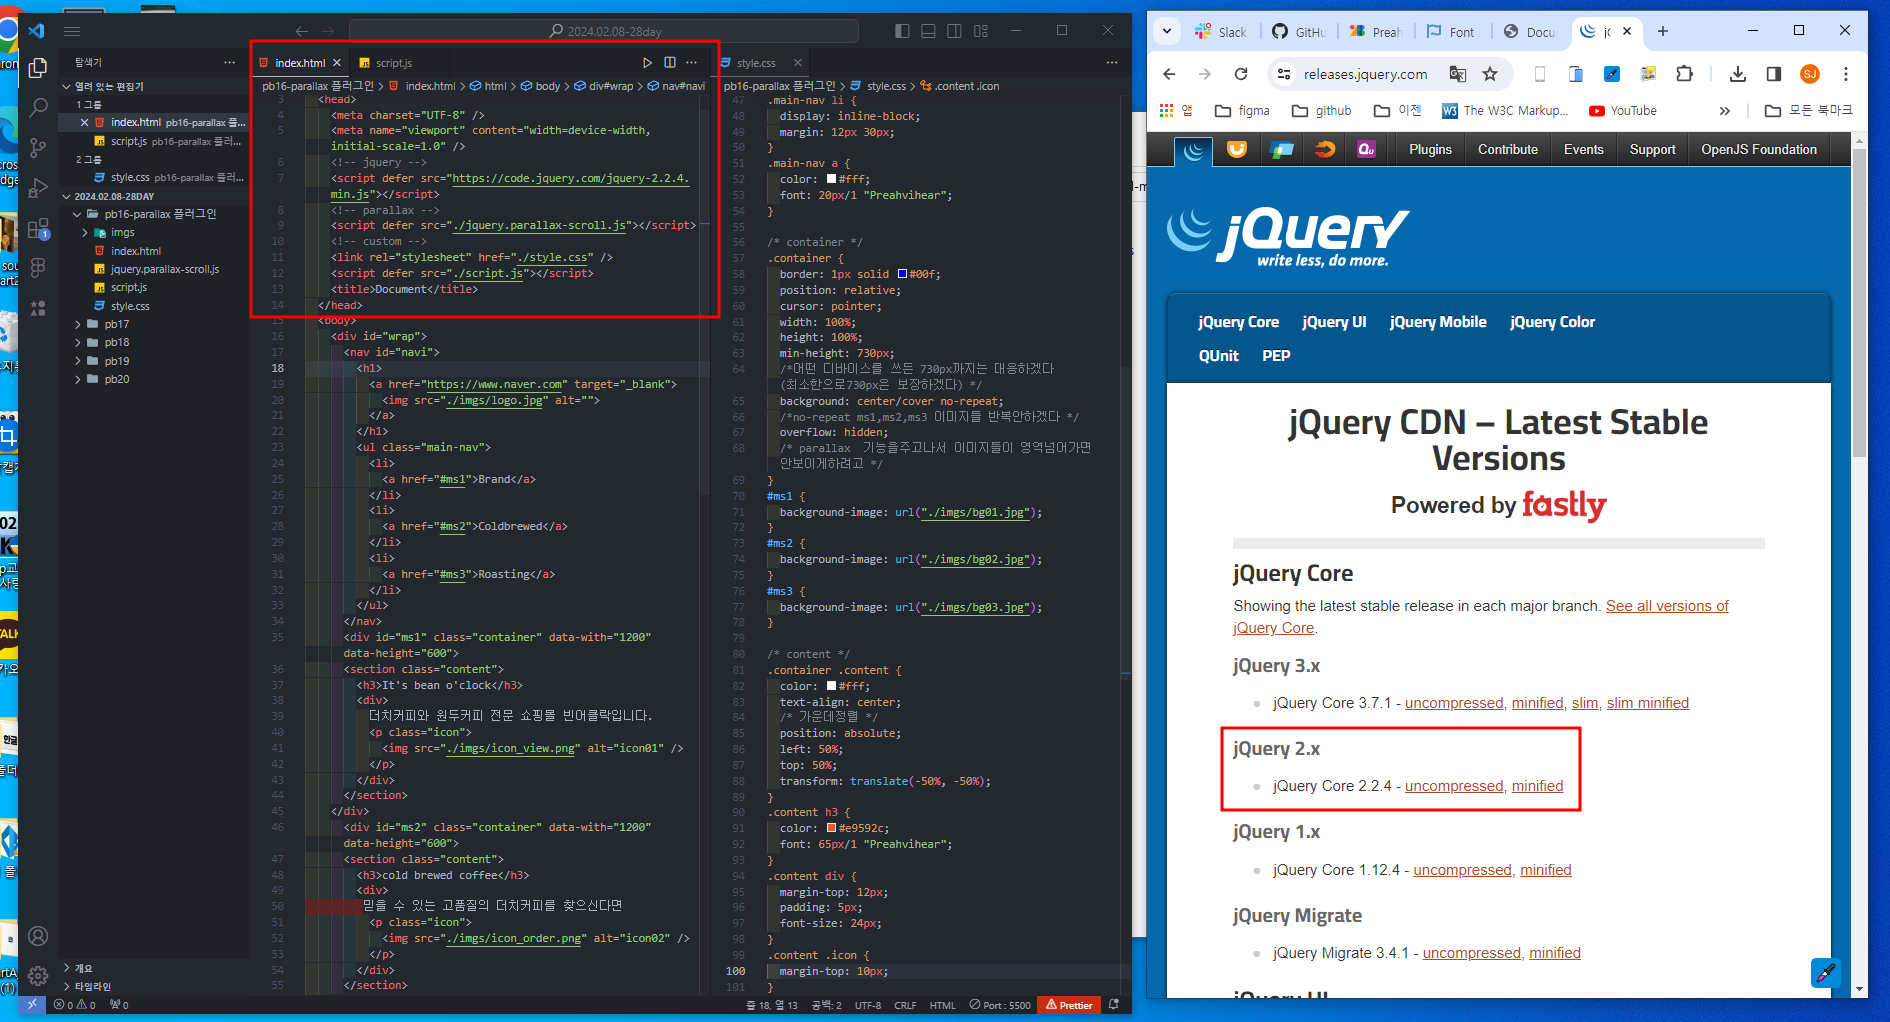 2024.02.08-28day
탐색기
열려 있는 편집기
1 그룹
index.html pb16-parallax 플...
script.js pb16-parallax 플러...
2 그룹
style.css pb16-parallax 플러...
2024.02.08-28DAY
pb16-parallax 플러그인
imgs
index.html
jquery.parallax-scroll.js
script.js
style.css
pb17
pb18
pb19
pb20
개요
타임라인
index.html
script.js
pb16-parallax 플러그인 > index.html > html > body > div#wrap > nav#navi
3 <head>
4 <meta charset="UTF-8" />
5 <meta name="viewport" content="width=device-width,
initial-scale=1.0" />
6 <!-- jquery -->
7 <script defer src="https://code.jquery.com/jquery-2.2.4.
min.js"></script>
8 <!-- parallax -->
9 <script defer src="./jquery.parallax-scroll.js"></script>
10 <!-- custom -->
11 <link rel="stylesheet" href="./style.css" />
12 <script defer src="./script.js"></script>
13 <title>Document</title>
14 </head>
15 <body>
16 <div id="wrap">
17 <nav id="navi">
18 <h1>
19 <a href="https://www.naver.com" target="_blank">
20 <img src="./imgs/logo.jpg" alt="">
21 </a>
22 </h1>
23 <ul class="main-nav">
24 <li>
25 <a href="#ms1">Brand</a>
26 </li>
27 <li>
28 <a href="#ms2">Coldbrewed</a>
29 </li>
30 <li>
31 <a href="#ms3">Roasting</a>
32 </li>
33 </ul>
34 </nav>
35 <div id="ms1" class="container" data-with="1200"
data-height="600">
36 <section class="content">
37 <h3>It's bean o'clock</h3>
38 <div>
39 더치커피와 원두커피 전문 쇼핑몰 빈어클락입니다.
40 <p class="icon">
41 <img src="./imgs/icon_view.png" alt="icon01" />
42 </p>
43 </div>
44 </section>
45 </div>
46 <div id="ms2" class="container" data-with="1200"
data-height="600">
47 <section class="content">
48 <h3>cold brewed coffee</h3>
49 <div>
50 믿을 수 있는 고품질의 더치커피를 찾으신다면
51 <p class="icon">
52 <img src="./imgs/icon_order.png" alt="icon02" />
53 </p>
54 </div>
55 </section>
style.css
pb16-parallax 플러그인 > style.css > .content .icon
47 .main-nav li {
48 display: inline-block;
49 margin: 12px 30px;
50 }
51 .main-nav a {
52 color: #fff;
53 font: 20px/1 "Preahvihear";
54 }
55
56 /* container */
57 .container {
58 border: 1px solid #00f;
59 position: relative;
60 cursor: pointer;
61 width: 100%;
62 height: 100%;
63 min-height: 730px;
64 /*어떤 디바이스를 쓰든 730px까지는 대응하겠다
(최소한으로730px은 보장하겠다) */
65 background: center/cover no-repeat;
66 /*no-repeat ms1,ms2,ms3 이미지들 반복안하겠다 */
67 overflow: hidden;
68 /* parallax 기능들주고나서 이미지들이 영역넘어가면
안보이게하려고 */
69 }
70 #ms1 {
71 background-image: url("./imgs/bg01.jpg");
72 }
73 #ms2 {
74 background-image: url("./imgs/bg02.jpg");
75 }
76 #ms3 {
77 background-image: url("./imgs/bg03.jpg");
78 }
79
80 /* content */
81 .container .content {
82 color: #fff;
83 text-align: center;
84 /* 가운데정렬 */
85 position: absolute;
86 left: 50%;
87 top: 50%;
88 transform: translate(-50%, -50%);
89 }
90 .content h3 {
91 color: #e9592c;
92 font: 65px/1 "Preahvihear";
93 }
94 .content div {
95 margin-top: 12px;
96 padding: 5px;
97 font-size: 24px;
98 }
99 .content .icon {
100 margin-top: 10px;
101 }
0 0 0
줄 18, 열 13 공백: 2 UTF-8 CRLF HTML Port : 5500 Prettier
Slack
GitHu
Preah
Font
Docu
releases.jquery.com
SJ
앱
figma
github
이젠
The W3C Markup...
YouTube
모든 북마크
Plugins Contribute Events Support OpenJS Foundation
jQuery
write less, do more.
jQuery Core jQuery UI jQuery Mobile jQuery Color
QUnit PEP
jQuery CDN – Latest Stable
Versions
Powered by fastly
jQuery Core
Showing the latest stable release in each major branch. See all versions of
jQuery Core.
jQuery 3.x
jQuery Core 3.7.1 - uncompressed, minified, slim, slim minified
jQuery 2.x
jQuery Core 2.2.4 - uncompressed, minified
jQuery 1.x
jQuery Core 1.12.4 - uncompressed, minified
jQuery Migrate
jQuery Migrate 3.4.1 - uncompressed, minified
jQuery UI